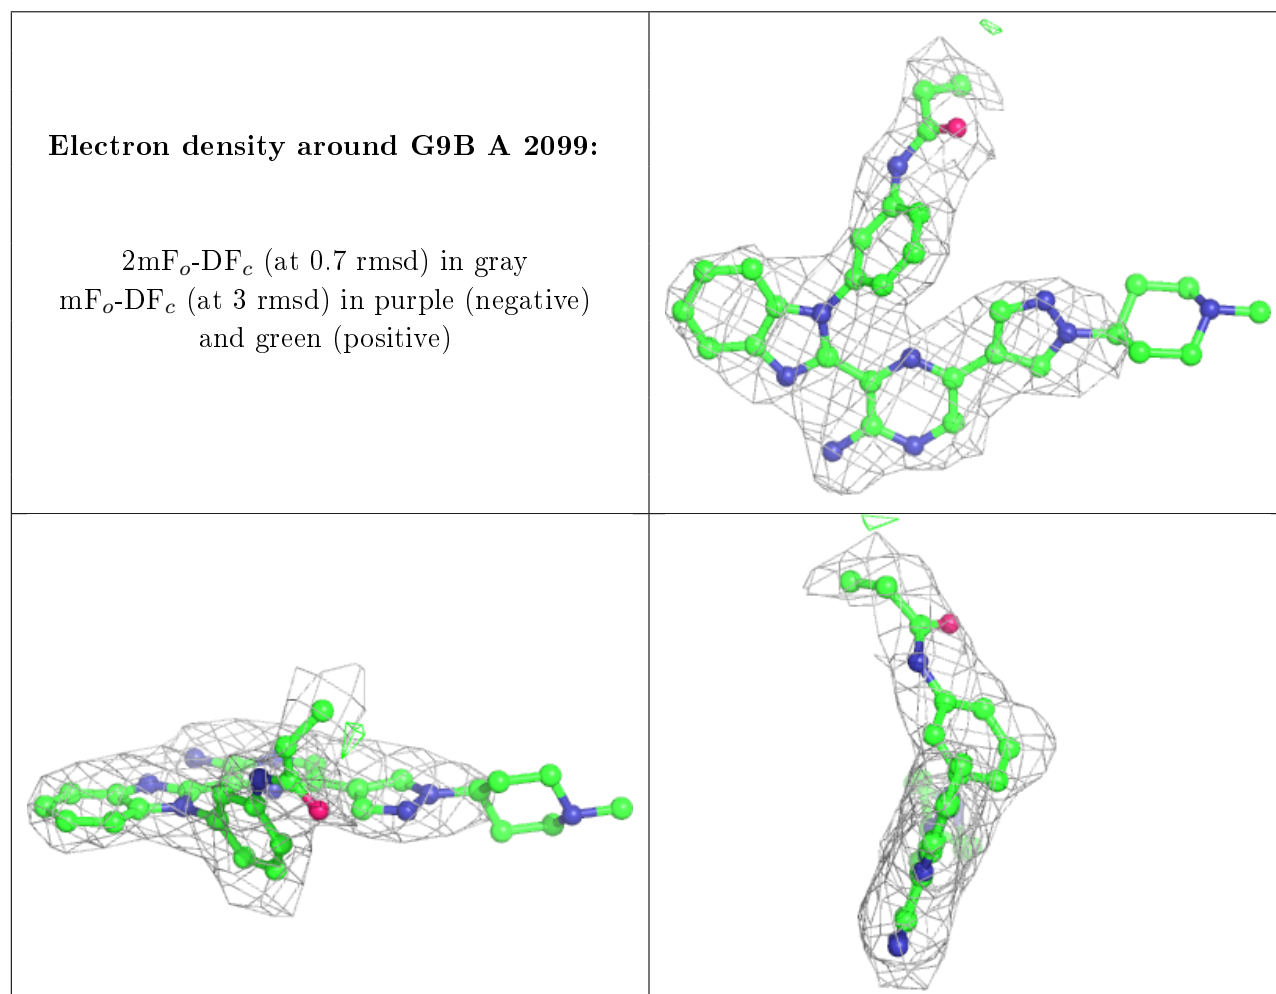 Electron density around G9B A 2099:
2mFo-DFc (at 0.7 rmsd) in gray
mFo-DFc (at 3 rmsd) in purple (negative)
and green (positive)